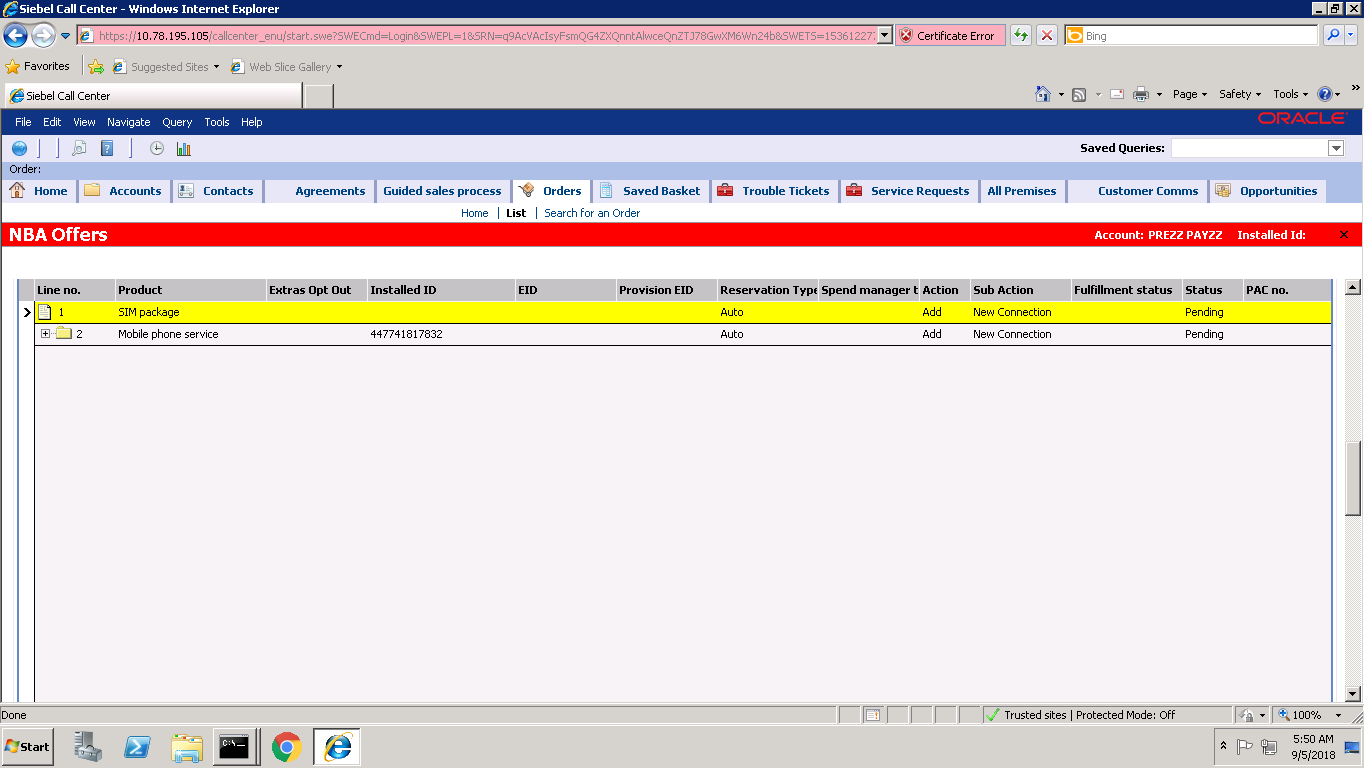 Siebel Call Center - Windows Internet Explorer
https://10.78.195.105/callcenter_enu/start.swe?SWECmd=Login&SWEPL=1&SRN= Certificate Error Bing
Favorites Suggested Sites Web Slice Gallery
Siebel Call Center Page Safety Tools
File Edit View Navigate Query Tools Help ORACLE
Saved Queries:
Order:
Home Accounts Contacts Agreements Guided sales process Orders Saved Basket Trouble Tickets Service Requests All Premises Customer Comms Opportunities
Home List Search for an Order
NBA Offers Account: PREZZ PAYZZ Installed Id:
Line no. Product Extras Opt Out Installed ID EID Provision EID Reservation Type Spend manager t Action Sub Action Fulfillment status Status PAC no.
1 SIM package Auto Add New Connection Pending
2 Mobile phone service 447741817832 Auto Add New Connection Pending
Done Trusted sites | Protected Mode: Off 100%
Start C:\_ 5:50 AM
9/5/2018